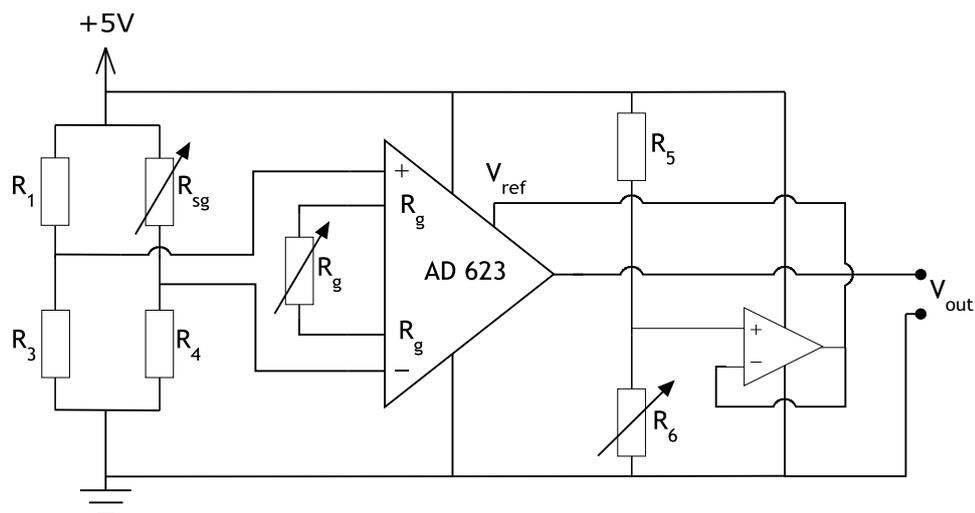 +5V
R1
Rsg
R3
R4
+
Rg
Rg
AD 623
Rg
−
Vref
R5
R6
+
−
Vout